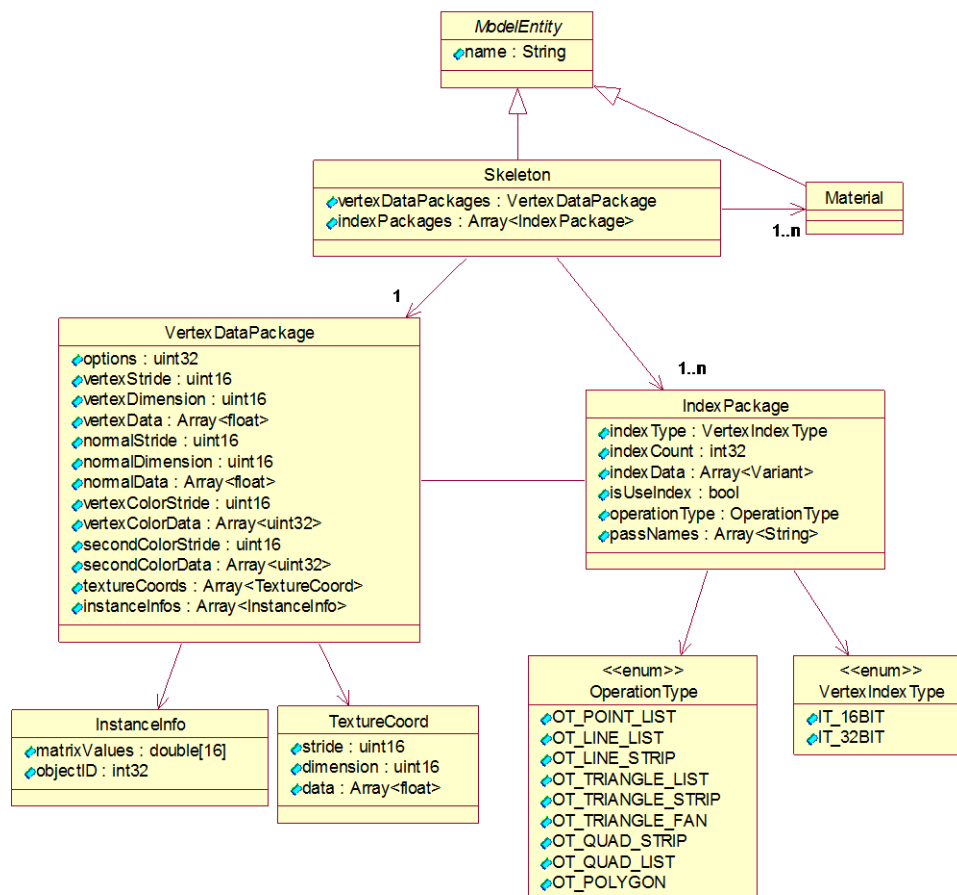 ModelEntity
name : String
Skeleton
vertexDataPackages : VertexDataPackage
indexPackages : Array<IndexPackage>
Material
1..n
1
1..n
VertexDataPackage
options : uint32
vertexStride : uint16
vertexDimension : uint16
vertexData : Array<float>
normalStride : uint16
normalDimension : uint16
normalData : Array<float>
vertexColorStride : uint16
vertexColorData : Array<uint32>
secondColorStride : uint16
secondColorData : Array<uint32>
textureCoords : Array<TextureCoord>
instanceInfos : Array<InstanceInfo>
IndexPackage
indexType : VertexIndexType
indexCount : int32
indexData : Array<Variant>
isUseIndex : bool
operationType : OperationType
passNames : Array<String>
InstanceInfo
matrixValues : double[16]
objectID : int32
TextureCoord
stride : uint16
dimension : uint16
data : Array<float>
<<enum>>
OperationType
OT_POINT_LIST
OT_LINE_LIST
OT_LINE_STRIP
OT_TRIANGLE_LIST
OT_TRIANGLE_STRIP
OT_TRIANGLE_FAN
OT_QUAD_STRIP
OT_QUAD_LIST
OT_POLYGON
<<enum>>
VertexIndexType
IT_16BIT
IT_32BIT